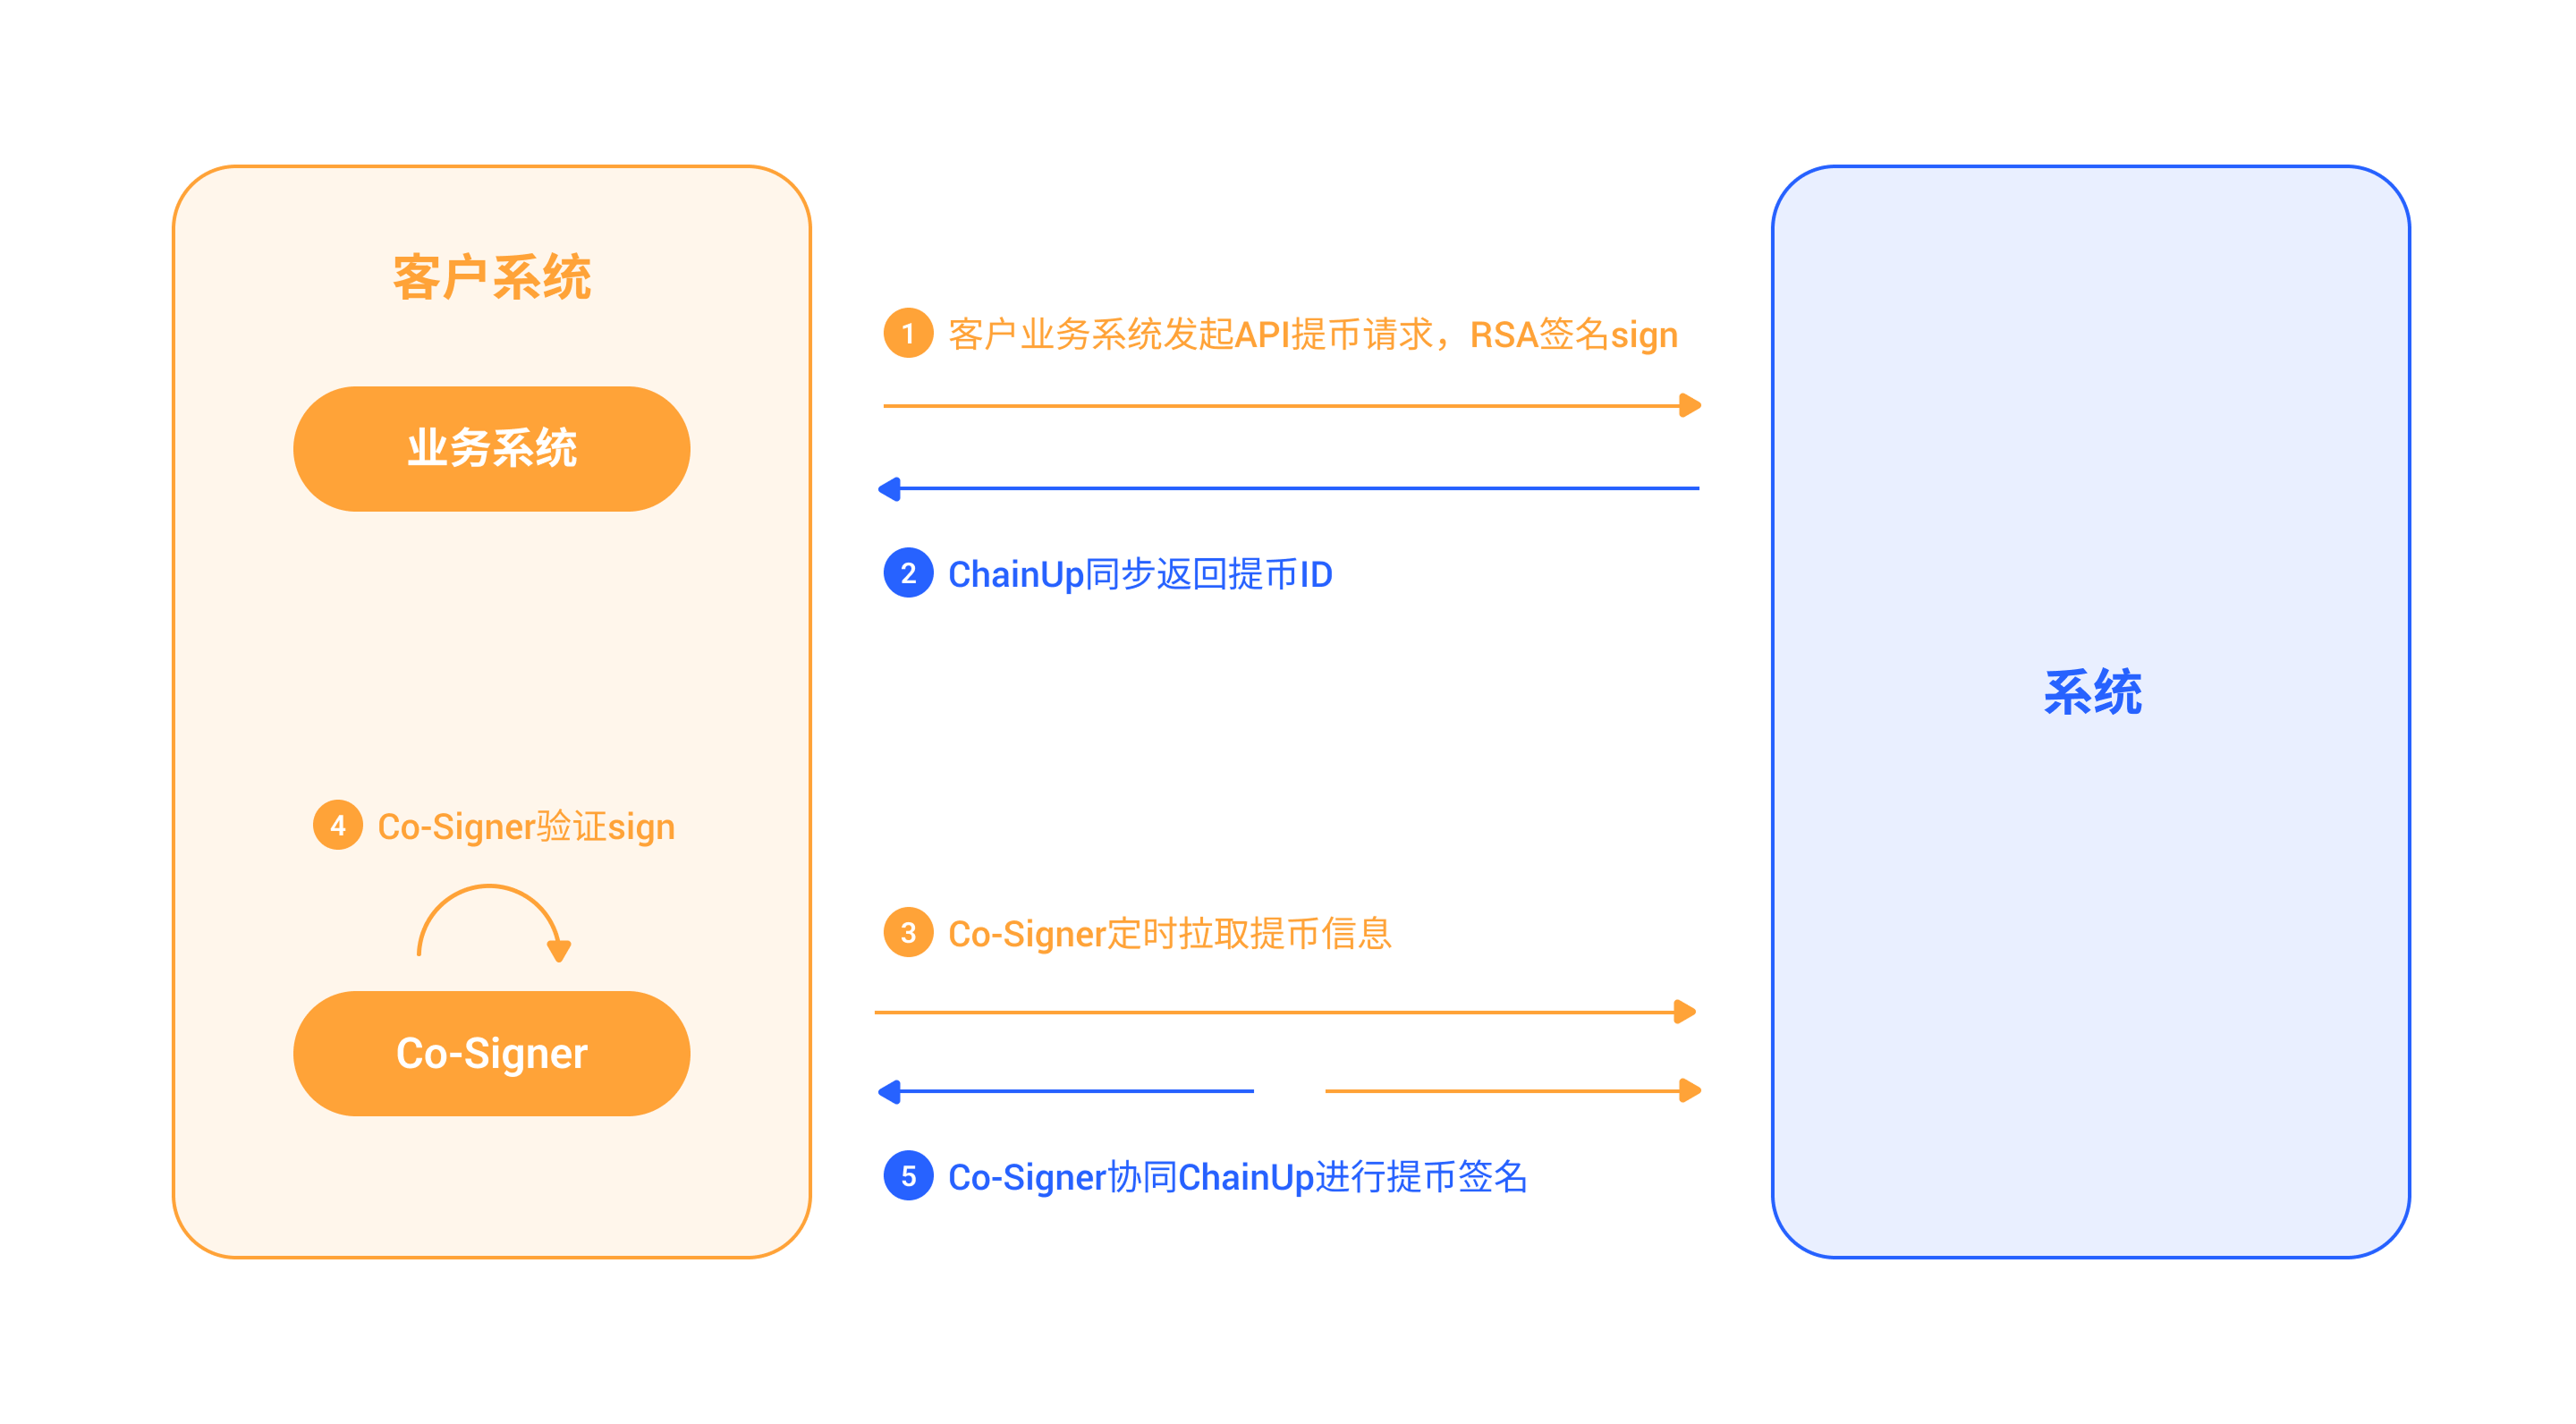 客户系统
业务系统
1 客户业务系统发起API提币请求，RSA签名sign
2 ChainUp同步返回提币ID
系统
4 Co-Signer验证sign
3 Co-Signer定时拉取提币信息
Co-Signer
5 Co-Signer协同ChainUp进行提币签名